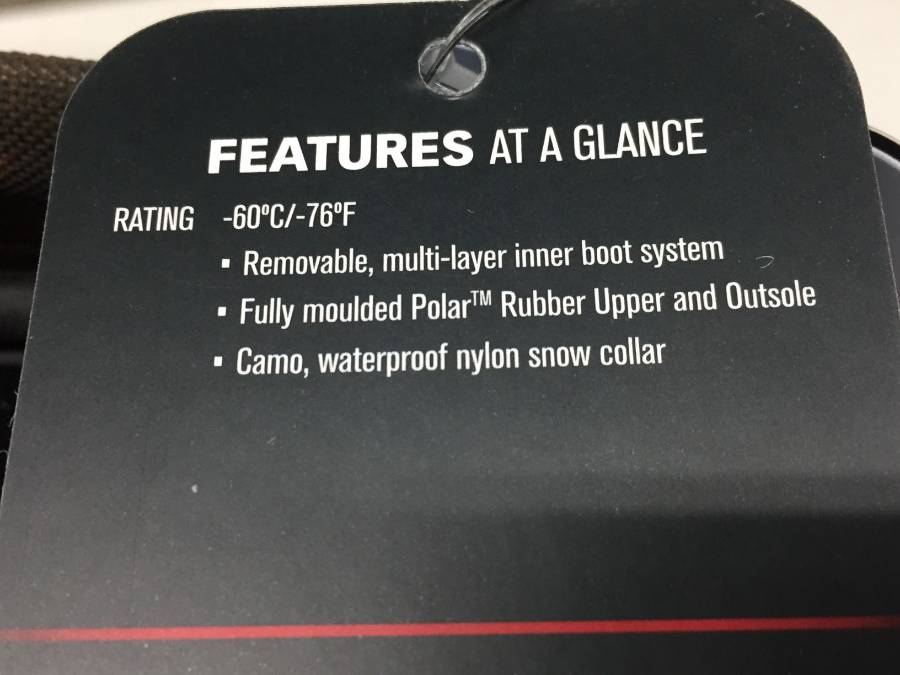 FEATURES AT A GLANCE
RATING -60ºC/-76ºF
▪ Removable, multi-layer inner boot system
▪ Fully moulded Polar™ Rubber Upper and Outsole
▪ Camo, waterproof nylon snow collar